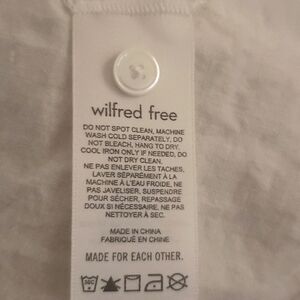 wilfred free
DO NOT SPOT CLEAN, MACHINE
WASH COLD SEPARATELY, DO
NOT BLEACH, HANG TO DRY.
COOL IRON ONLY IF NEEDED, DO
NOT DRY CLEAN.
NE PAS ENLEVER LES TACHES,
LAVER SÉPARÉMENT À LA
MACHINE À L'EAU FROIDE, NE
PAS JAVELISER, SUSPENDRE
POUR SÉCHER, REPASSAGE
DOUX SI NÉCESSAIRE. NE PAS
NETTOYER À SEC.
MADE IN CHINA
FABRIQUÉ EN CHINE
MADE FOR EACH OTHER.
30C